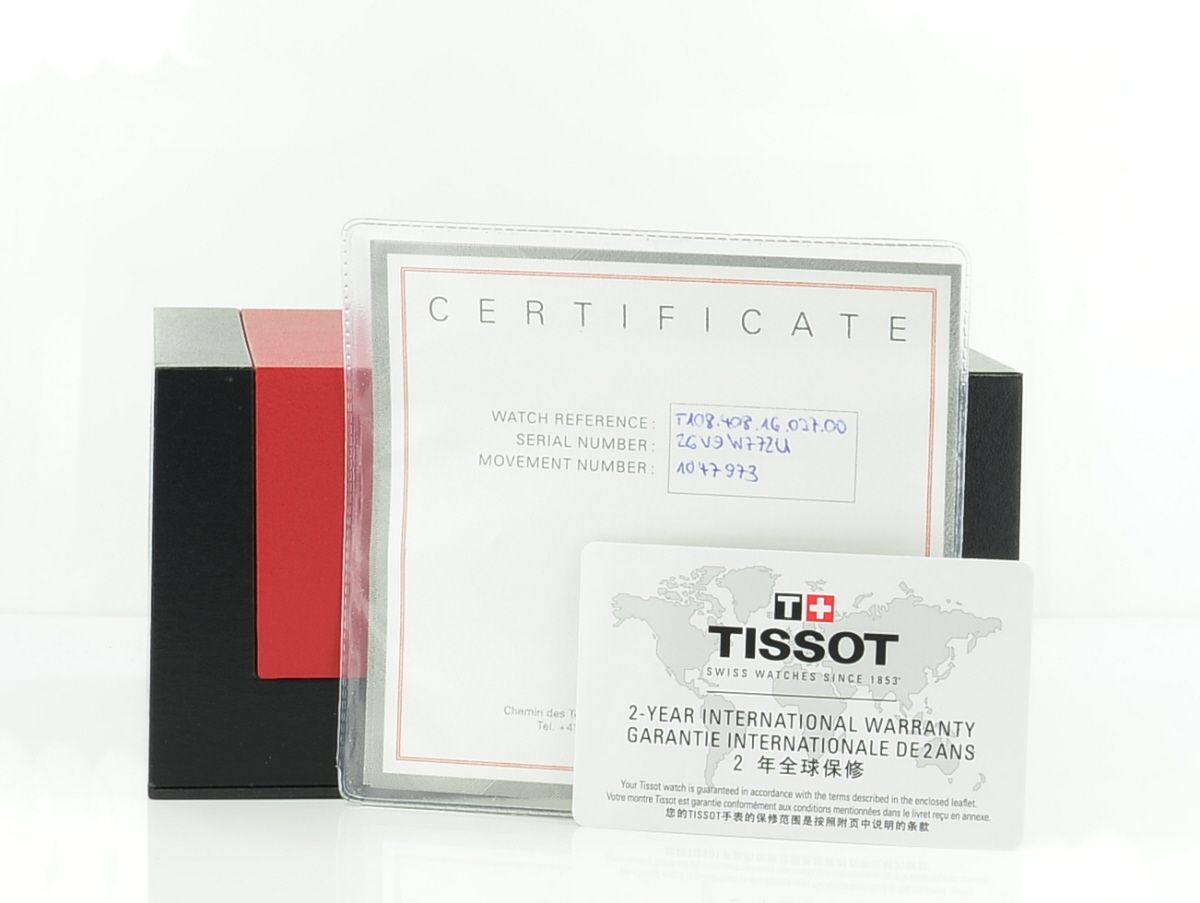 CERTIFICATE
WATCH REFERENCE: T108.408.16.037.00
SERIAL NUMBER: 26V9W772U
MOVEMENT NUMBER: 1047973
Chemin des
Tel.
T+
TISSOT
SWISS WATCHES SINCE 1853
2-YEAR INTERNATIONAL WARRANTY
GARANTIE INTERNATIONALE DE 2 ANS
2 年全球保修
Your Tissot watch is guaranteed in accordance with the terms described in the enclosed leaflet.
Votre montre Tissot est garantie conformément aux conditions mentionnées dans le livret reçu en annexe.
您的TISSOT手表的保修范围是按照附页中说明的条款